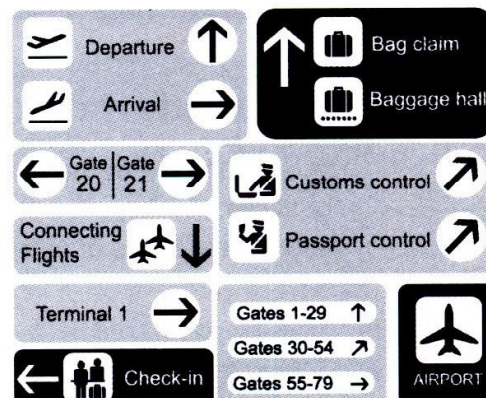 Departure
Arrival
Bag claim
Baggage hall
Gate 20
Gate 21
Customs control
Passport control
Connecting
Flights
Terminal 1
Gates 1-29
Gates 30-54
Gates 55-79
Check-in
AIRPORT